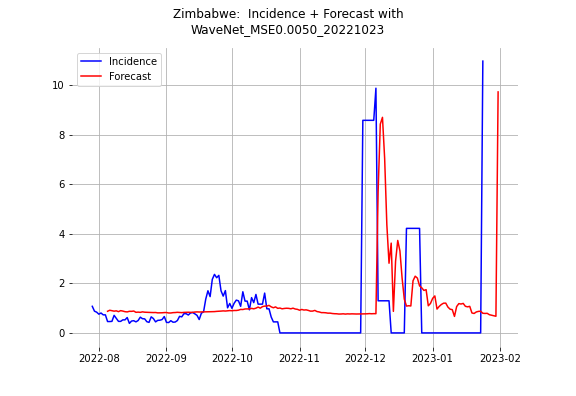 Zimbabwe:  Incidence + Forecast with
WaveNet_MSE0.0050_20221023
Incidence
Forecast
10
8
6
4
2
0
2022-08 2022-09 2022-10 2022-11 2022-12 2023-01 2023-02